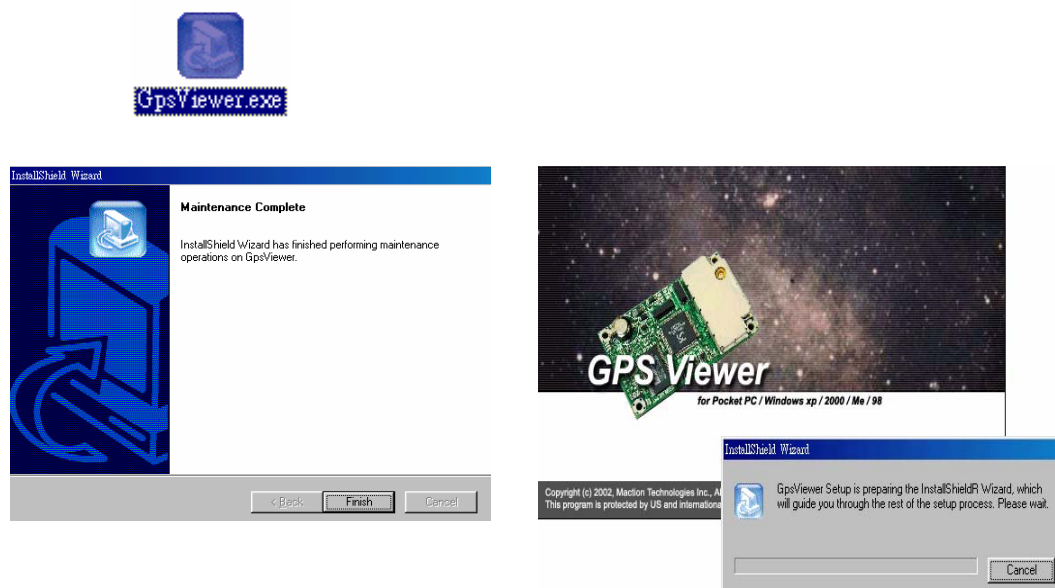 GpsViewer.exe
InstallShield Wizard
Maintenance Complete
InstallShield Wizard has finished performing maintenance
operations on GpsViewer.
< Back
Finish
Cancel
GPS Viewer
for Pocket PC / Windows xp / 2000 / Me / 98
Copyright (c) 2002, Maction Technologies Inc.,
This program is protected by US and internationa
InstallShield Wizard
GpsViewer Setup is preparing the InstallShieldR Wizard, which
will guide you through the rest of the setup process. Please wait.
Cancel